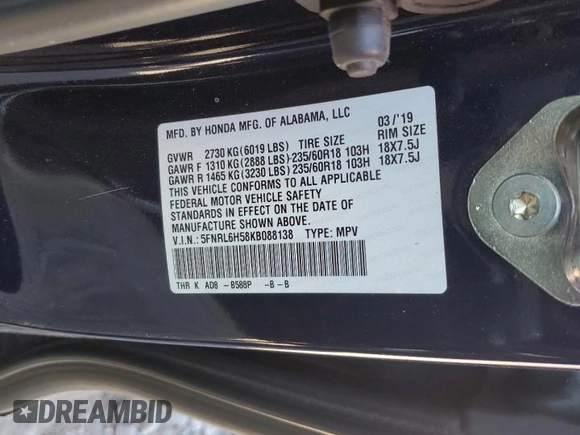 MFD. BY HONDA MFG. OF ALABAMA, LLC
03/'19
GVWR 2730 KG(6019 LBS) TIRE SIZE RIM SIZE
GAWR F 1310 KG(2888 LBS)-235/60R18 103H 18X7.5J
GAWR R 1465 KG(3230 LBS)235/60R18 103H 18X7.5J
THIS VEHICLE CONFORMS TO ALL APPLICABLE
FEDERAL MOTOR VEHICLE SAFETY
STANDARDS IN EFFECT ON THE DATE OF
MANUFACTURE SHOWN ABOVE.
V.I.N.: 5FNRL6H58KB088138 TYPE: MPV
THR K AD8 -B588P -B-B
DREAMBID